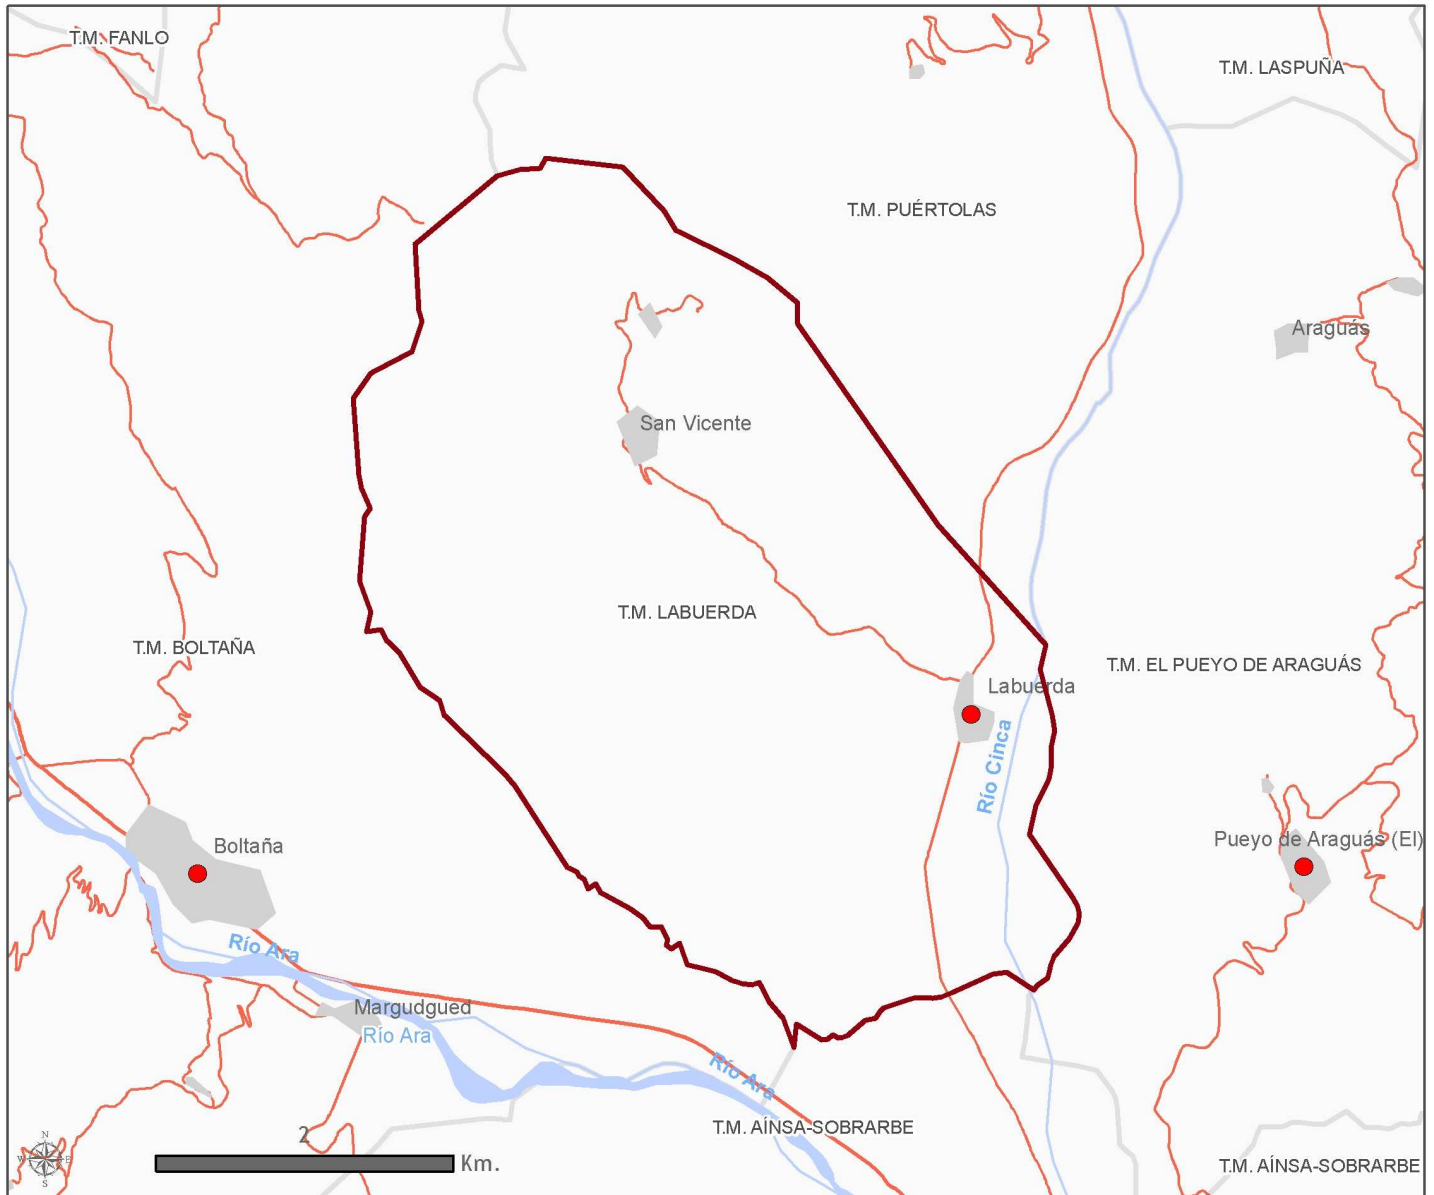 T.M. FANLO
T.M. LASPUÑA
T.M. PUÉRTOLAS
Araguás
San Vicente
T.M. LABUERDA
T.M. BOLTAÑA
T.M. EL PUEYO DE ARAGUÁS
Labuerda
Río Cinca
Boltaña
Pueyo de Araguás (El)
Río Ara
Margudgued
Río Ara
Río Ara
T.M. AÍNSA-SOBRARBE
2
Km.
T.M. AÍNSA-SOBRARBE
N
W
E
S